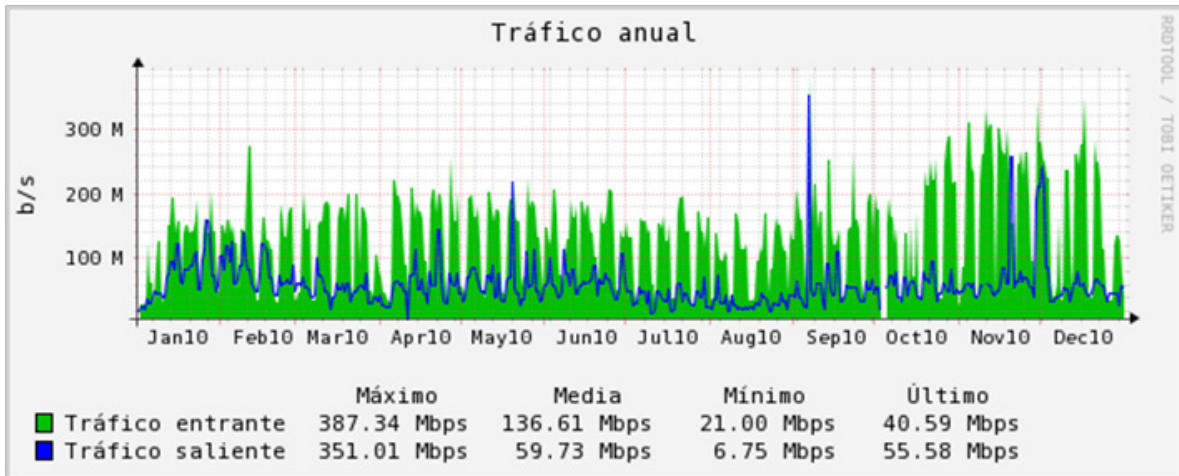 Tráfico anual
RRDTOOL / TOBI OETIKER
b/s
300 M
200 M
100 M
Jan10 Feb10 Mar10 Apr10 May10 Jun10 Jul10 Aug10 Sep10 Oct10 Nov10 Dec10
Máximo Media Mínimo Último
Tráfico entrante 387.34 Mbps 136.61 Mbps 21.00 Mbps 40.59 Mbps
Tráfico saliente 351.01 Mbps 59.73 Mbps 6.75 Mbps 55.58 Mbps